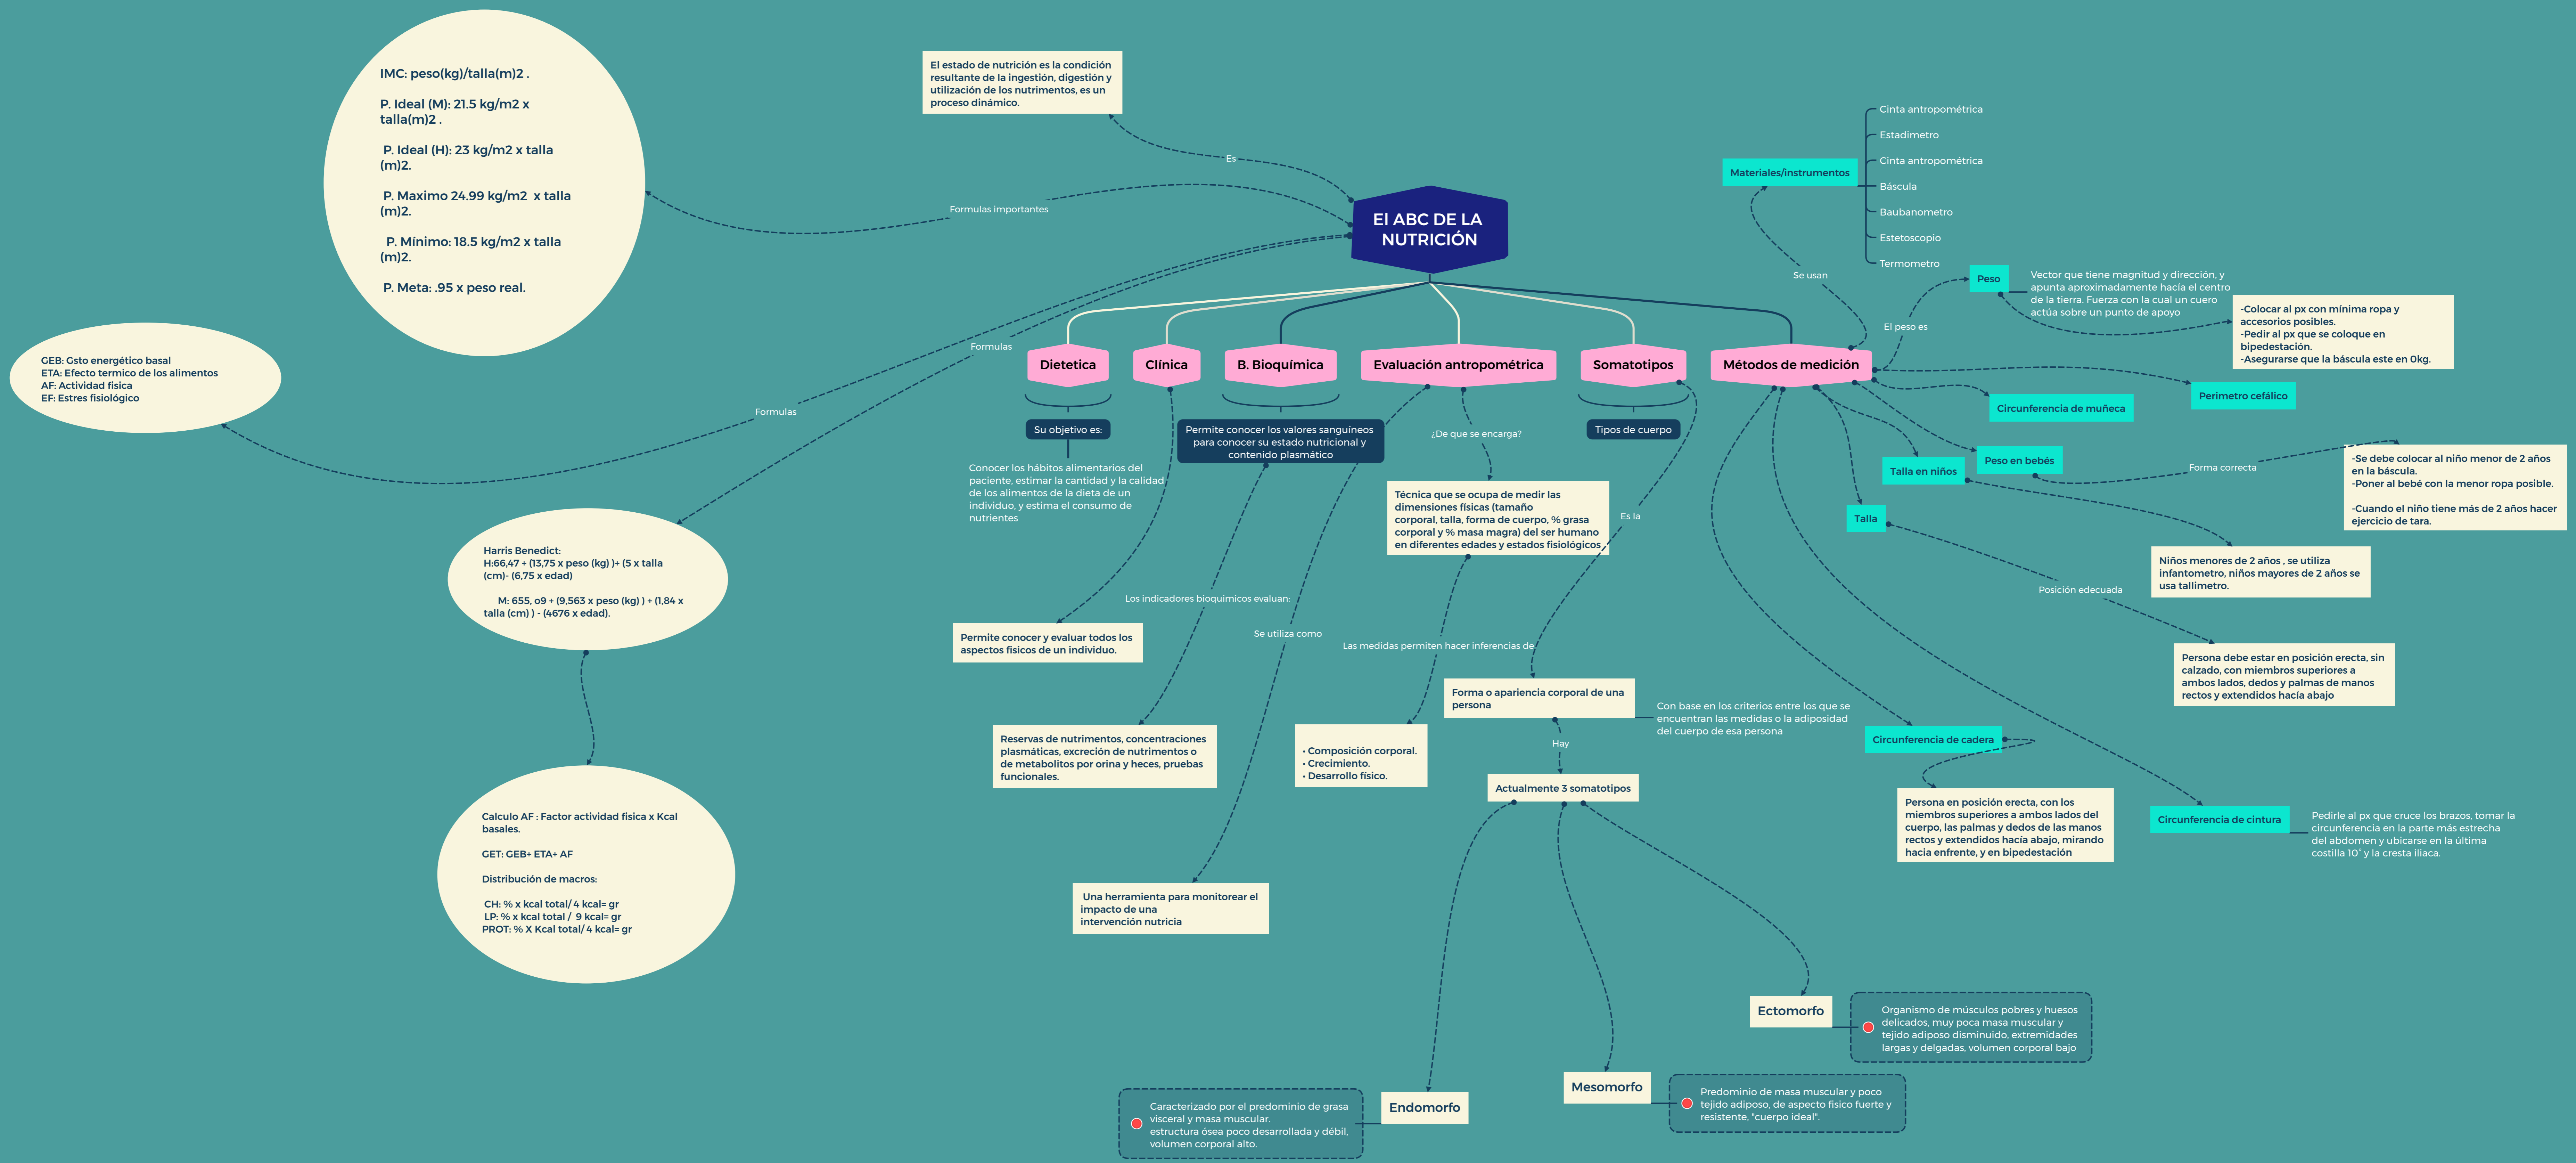 IMC: peso(kg)/talla(m)2 .
P. Ideal (M): 21.5 kg/m2 x
talla(m)2 .
P. Ideal (H): 23 kg/m2 x talla
(m)2.
P. Maximo 24.99 kg/m2 x talla
(m)2.
P. Mínimo: 18.5 kg/m2 x talla
(m)2.
P. Meta: .95 x peso real.
El estado de nutrición es la condición
resultante de la ingestión, digestión y
utilización de los nutrimentos, es un
proceso dinámico.
Es
Formulas importantes
El ABC DE LA
NUTRICIÓN
Formulas
Formulas
GEB: Gsto energético basal
ETA: Efecto termico de los alimentos
AF: Actividad fisica
EF: Estres fisiológico
Harris Benedict:
H:66,47 + (13,75 x peso (kg) )+ (5 x talla
(cm)- (6,75 x edad)
M: 655, o9 + (9,563 x peso (kg) ) + (1,84 x
talla (cm) ) - (4676 x edad).
Calculo AF : Factor actividad fisica x Kcal
basales.
GET: GEB+ ETA+ AF
Distribución de macros:
CH: % x kcal total/ 4 kcal= gr
LP: % x kcal total / 9 kcal= gr
PROT: % X Kcal total/ 4 kcal= gr
Dietetica
Su objetivo es:
Conocer los hábitos alimentarios del
paciente, estimar la cantidad y la calidad
de los alimentos de la dieta de un
individuo, y estima el consumo de
nutrientes
Clínica
Permite conocer y evaluar todos los
aspectos fisicos de un individuo.
B. Bioquímica
Permite conocer los valores sanguíneos
para conocer su estado nutricional y
contenido plasmático
Los indicadores bioquimicos evaluan:
Reservas de nutrimentos, concentraciones
plasmáticas, excreción de nutrimentos o
de metabolitos por orina y heces, pruebas
funcionales.
Evaluación antropométrica
¿De que se encarga?
Técnica que se ocupa de medir las
dimensiones físicas (tamaño
corporal, talla, forma de cuerpo, % grasa
corporal y % masa magra) del ser humano
en diferentes edades y estados fisiológicos
Se utiliza como
Una herramienta para monitorear el
impacto de una
intervención nutricia
Las medidas permiten hacer inferencias de
• Composición corporal.
• Crecimiento.
• Desarrollo físico.
Somatotipos
Tipos de cuerpo
Es la
Forma o apariencia corporal de una
persona
Con base en los criterios entre los que se
encuentran las medidas o la adiposidad
del cuerpo de esa persona
Hay
Actualmente 3 somatotipos
Ectomorfo
Organismo de músculos pobres y huesos
delicados, muy poca masa muscular y
tejido adiposo disminuido, extremidades
largas y delgadas, volumen corporal bajo
Mesomorfo
Predominio de masa muscular y poco
tejido adiposo, de aspecto fisico fuerte y
resistente, "cuerpo ideal".
Endomorfo
Caracterizado por el predominio de grasa
visceral y masa muscular.
estructura ósea poco desarrollada y débil,
volumen corporal alto.
Métodos de medición
Se usan
Materiales/instrumentos
Cinta antropométrica
Estadimetro
Cinta antropométrica
Báscula
Baubanometro
Estetoscopio
Termometro
El peso es
Peso
Vector que tiene magnitud y dirección, y
apunta aproximadamente hacía el centro
de la tierra. Fuerza con la cual un cuero
actúa sobre un punto de apoyo
-Colocar al px con mínima ropa y
accesorios posibles.
-Pedir al px que se coloque en
bipedestación.
-Asegurarse que la báscula este en 0kg.
Perimetro cefálico
Circunferencia de muñeca
Peso en bebés
Forma correcta
-Se debe colocar al niño menor de 2 años
en la báscula.
-Poner al bebé con la menor ropa posible.
-Cuando el niño tiene más de 2 años hacer
ejercicio de tara.
Talla en niños
Niños menores de 2 años , se utiliza
infantometro, niños mayores de 2 años se
usa tallimetro.
Talla
Posición edecuada
Persona debe estar en posición erecta, sin
calzado, con miembros superiores a
ambos lados, dedos y palmas de manos
rectos y extendidos hacía abajo
Circunferencia de cadera
Persona en posición erecta, con los
miembros superiores a ambos lados del
cuerpo, las palmas y dedos de las manos
rectos y extendidos hacía abajo, mirando
hacia enfrente, y en bipedestación
Circunferencia de cintura
Pedirle al px que cruce los brazos, tomar la
circunferencia en la parte más estrecha
del abdomen y ubicarse en la última
costilla 10° y la cresta iliaca.